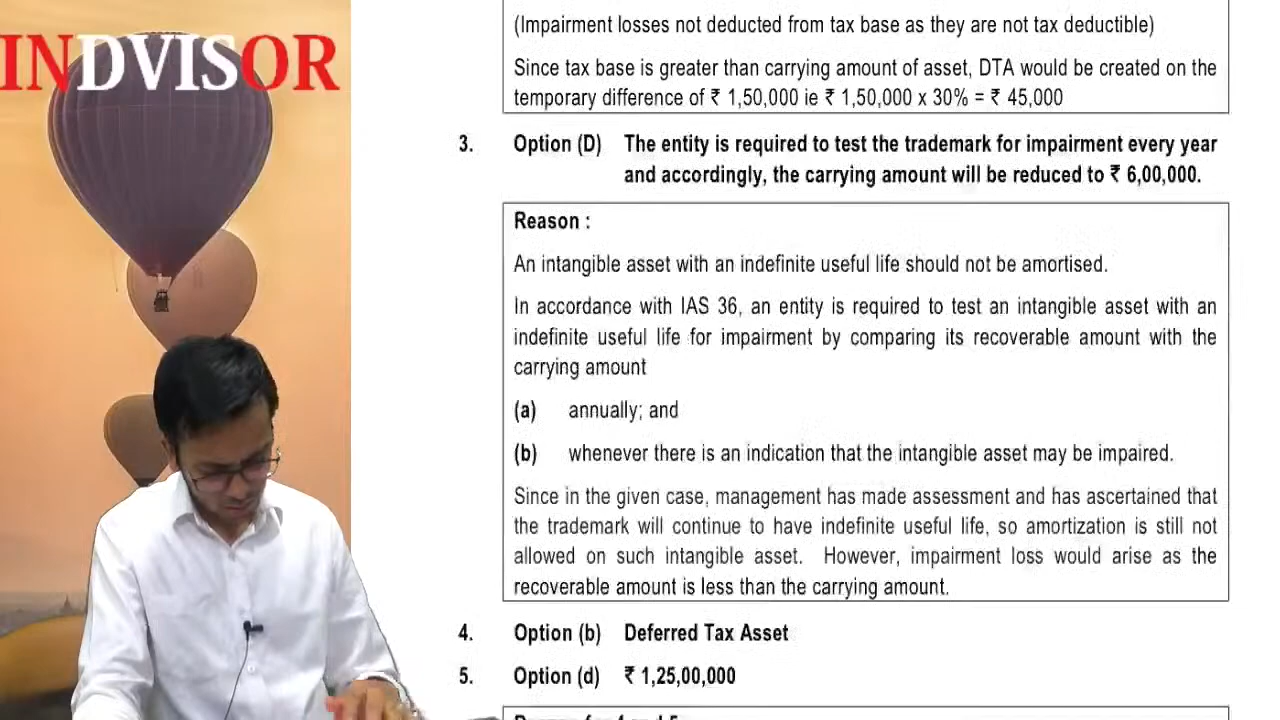 INDVISOR
(Impairment losses not deducted from tax base as they are not tax deductible)
Since tax base is greater than carrying amount of asset, DTA would be created on the
temporary difference of ₹ 1,50,000 ie ₹ 1,50,000 x 30% = ₹ 45,000
3. Option (D) The entity is required to test the trademark for impairment every year
and accordingly, the carrying amount will be reduced to ₹ 6,00,000.
Reason :
An intangible asset with an indefinite useful life should not be amortised.
In accordance with IAS 36, an entity is required to test an intangible asset with an
indefinite useful life for impairment by comparing its recoverable amount with the
carrying amount
(a) annually; and
(b) whenever there is an indication that the intangible asset may be impaired.
Since in the given case, management has made assessment and has ascertained that
the trademark will continue to have indefinite useful life, so amortization is still not
allowed on such intangible asset. However, impairment loss would arise as the
recoverable amount is less than the carrying amount.
4. Option (b) Deferred Tax Asset
5. Option (d) ₹ 1,25,00,000